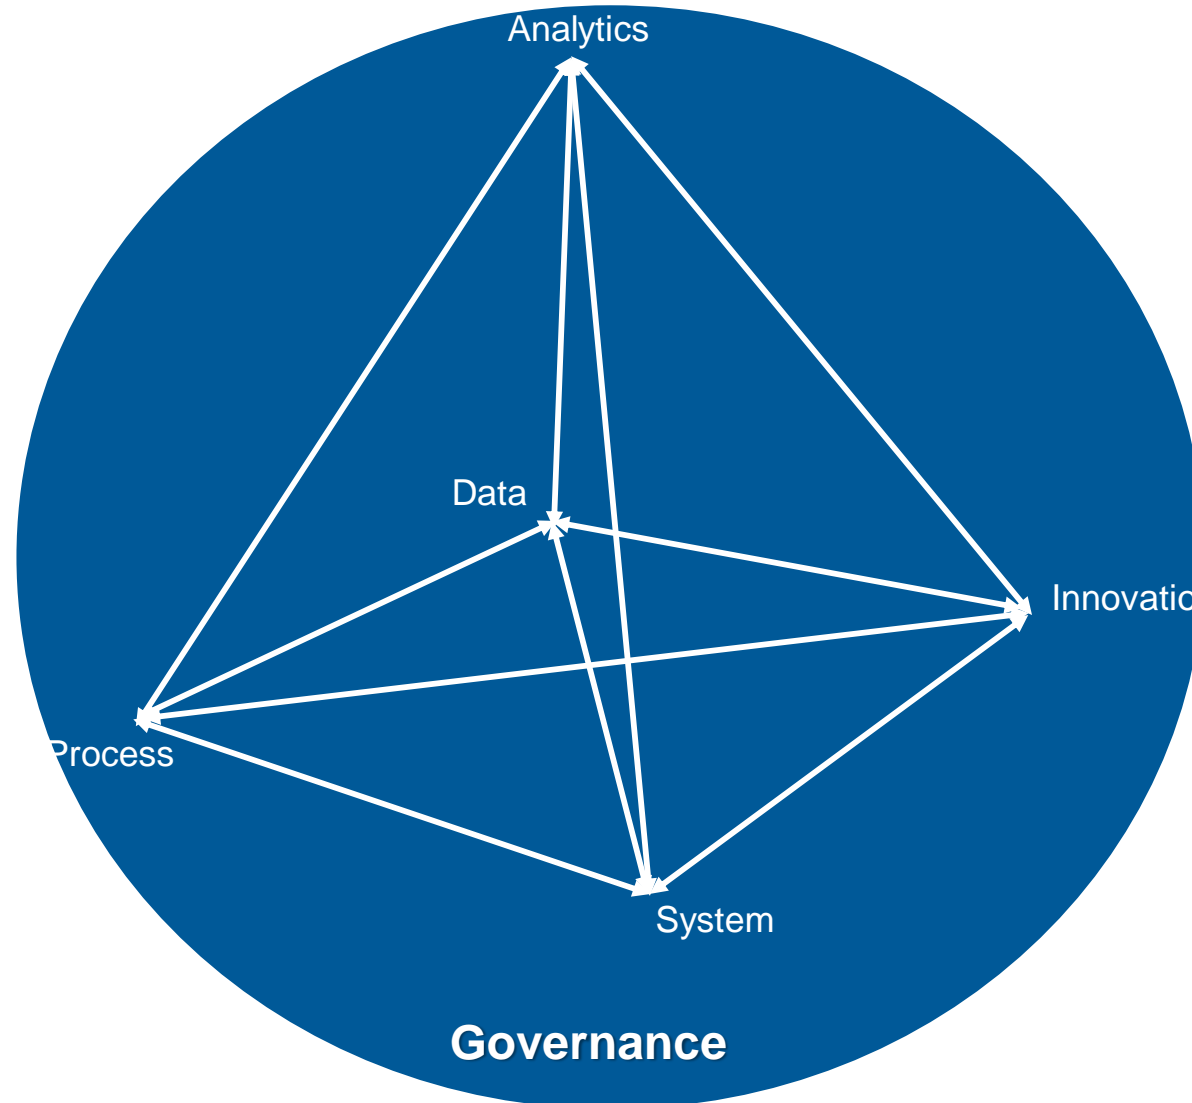 Analytics
Data
Innovatio
Process
System
Governance